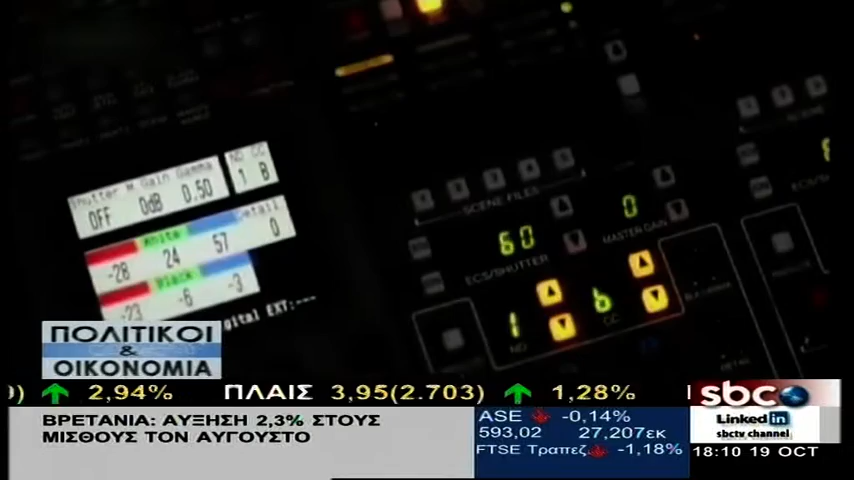 Shutter M.Gain Gamma ND CC
OFF 0dB 0.50 1 B
White Detail
-28 24 57 0
Black
-23 -6 -3
EXT:---
SCENE FILES
60 0
ECS/SHUTTER MASTER GAIN
1 b
ND CC
ΠΟΛΙΤΙΚΟΙ
&
ΟΙΚΟΝΟΜΙΑ
) 2,94% ΠΛΑΙΣ 3,95(2.703) 1,28%
sbc
ΒΡΕΤΑΝΙΑ: ΑΥΞΗΣΗ 2,3% ΣΤΟΥΣ
ΜΙΣΘΟΥΣ ΤΟΝ ΑΥΓΟΥΣΤΟ
ASE -0,14%
593,02 27,207εκ
FTSE Τραπεζ. -1,18%
Linked in
sbctv channel
18:10 19 OCT